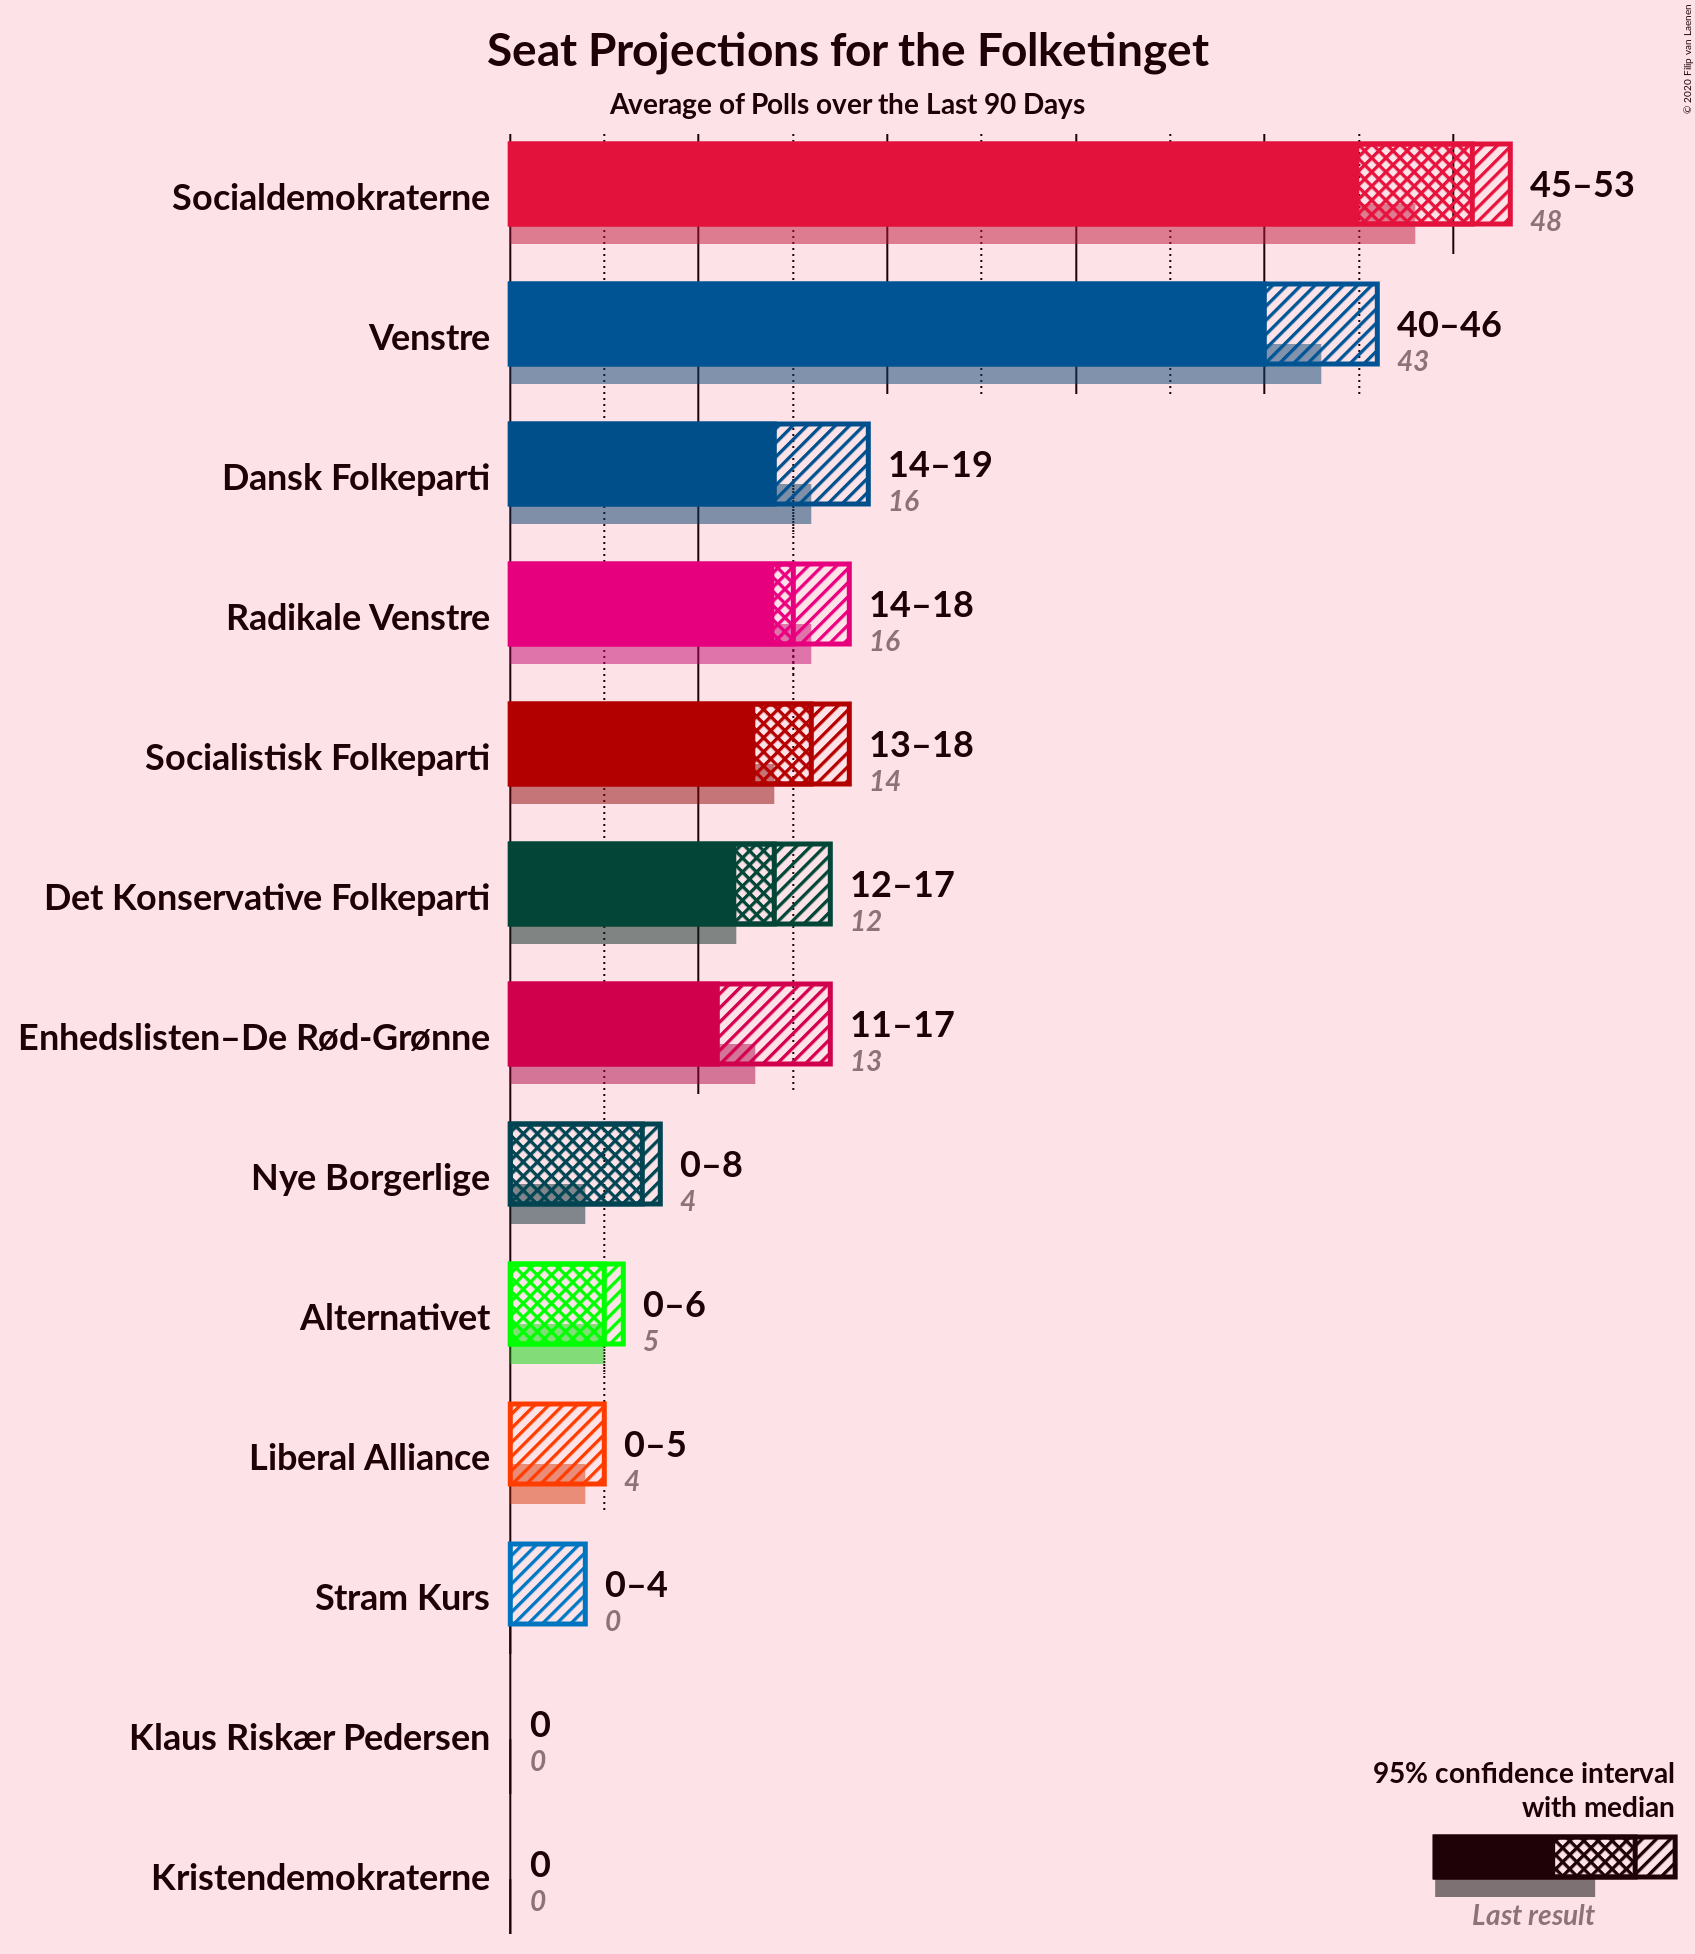 Seat Projections for the Folketinget
Average of Polls over the Last 90 Days
© 2020 Filip van Laenen
Socialdemokraterne
45–53
48
Venstre
40–46
43
Dansk Folkeparti
14–19
16
Radikale Venstre
14–18
16
Socialistisk Folkeparti
13–18
14
Det Konservative Folkeparti
12–17
12
Enhedslisten–De Rød-Grønne
11–17
13
Nye Borgerlige
0–8
4
Alternativet
0–6
5
Liberal Alliance
0–5
4
Stram Kurs
0–4
0
Klaus Riskær Pedersen
0
0
Kristendemokraterne
0
0
95% confidence interval
with median
Last result